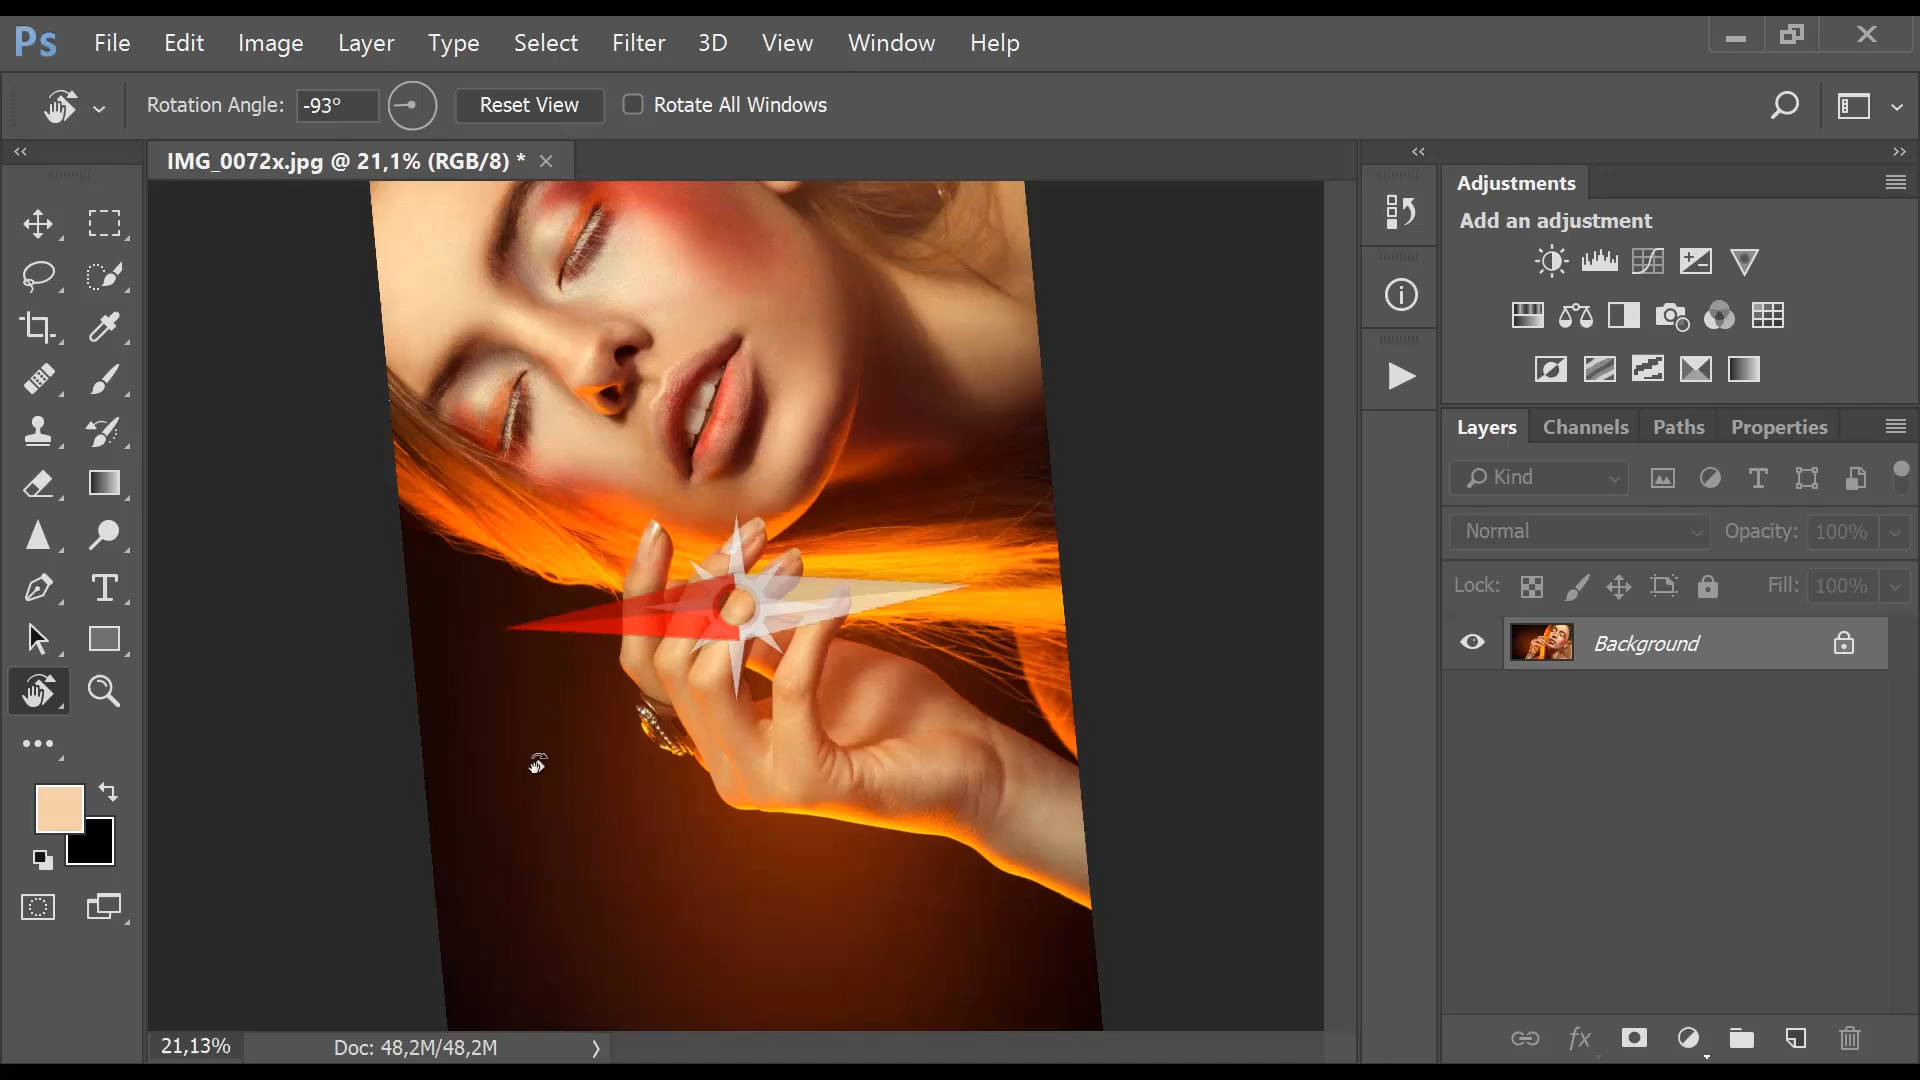 Ps File Edit Image Layer Type Select Filter 3D View Window Help
Rotation Angle: -93° Reset View Rotate All Windows
IMG_0072x.jpg @ 21,1% (RGB/8) *
Adjustments
Add an adjustment
Layers Channels Paths Properties
Kind
Normal Opacity: 100%
Lock: Fill: 100%
Background
21,13% Doc: 48,2M/48,2M
fx